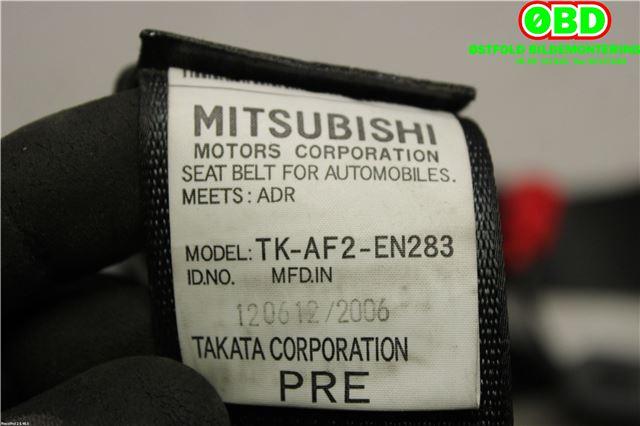 ØBD
ØSTFOLD BILDEMONTERING
MITSUBISHI
MOTORS CORPORATION
SEAT BELT FOR AUTOMOBILES.
MEETS: ADR
MODEL: TK-AF2-EN283
ID.NO. MFD.IN
120612/2006
TAKATA CORPORATION
PRE